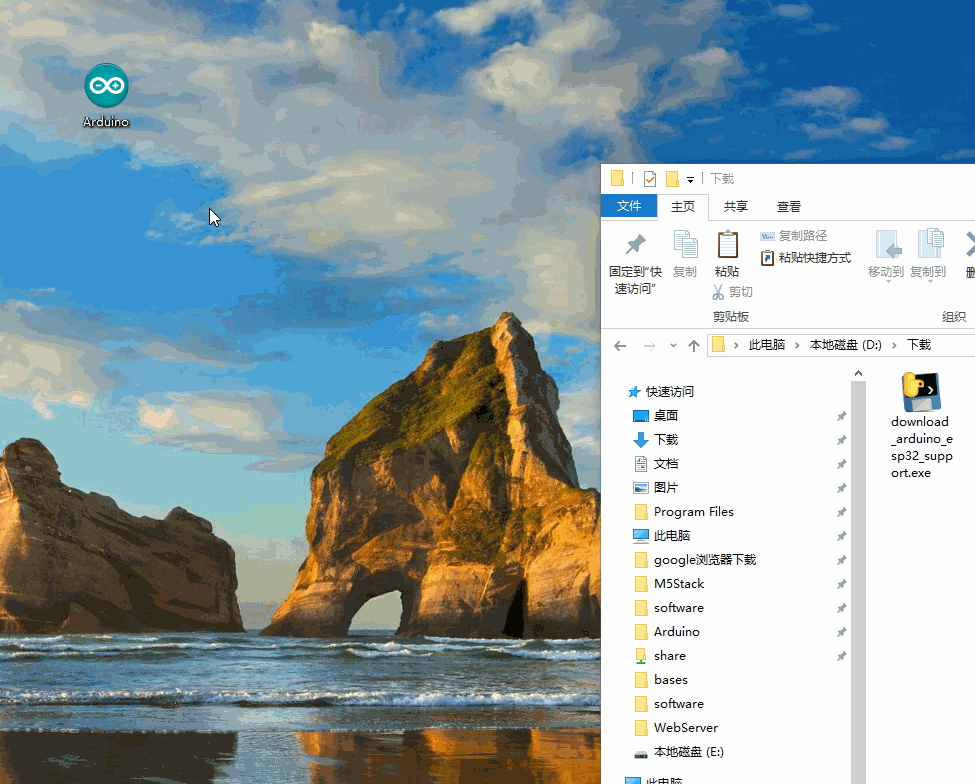 Arduino
下载
文件
主页
共享
查看
固定到"快
速访问"
复制
粘贴
复制路径
粘贴快捷方式
剪切
移动到
复制到
剪贴板
组织
此电脑
本地磁盘 (D:)
下载
快速访问
桌面
下载
文档
图片
Program Files
此电脑
google浏览器下载
M5Stack
software
Arduino
share
bases
software
WebServer
本地磁盘 (E:)
此电脑
download
_arduino_e
sp32_supp
ort.exe